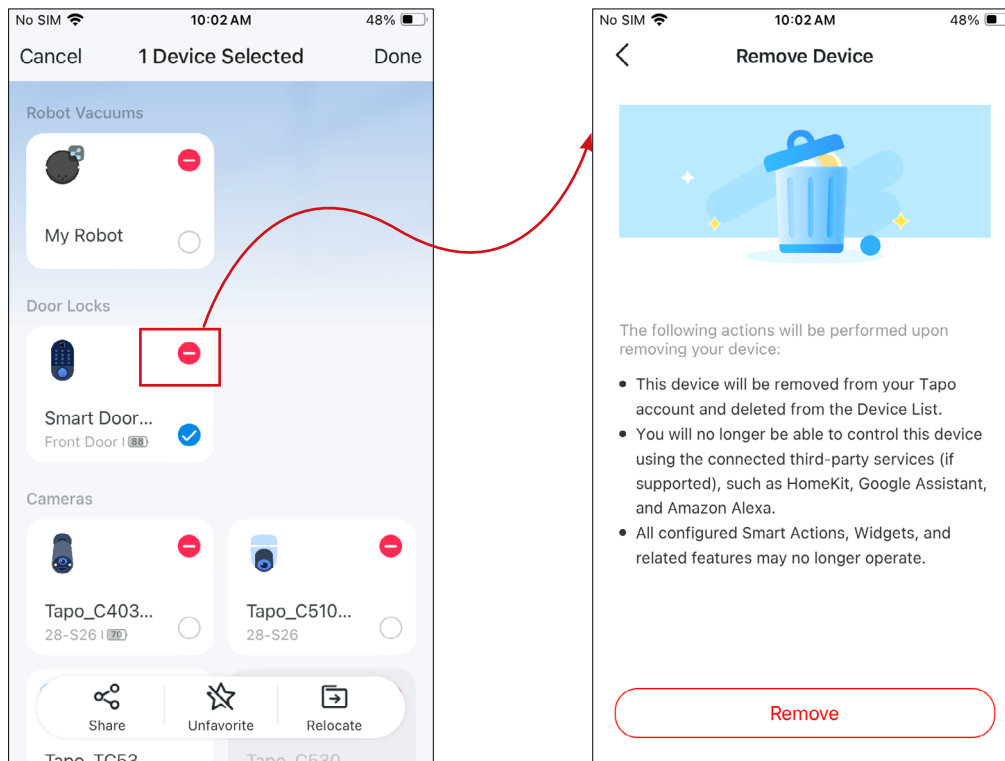 No SIM 10:02 AM 48%
Cancel 1 Device Selected Done
Robot Vacuums
My Robot
Door Locks
Smart Door...
Front Door | 88
Cameras
Tapo_C403...
28-S26 | 70
Tapo_C510...
28-S26
Share Unfavorite Relocate
Tapo_TC53
Tapo_C530
No SIM 10:02 AM 48%
Remove Device
The following actions will be performed upon
removing your device:
• This device will be removed from your Tapo
account and deleted from the Device List.
• You will no longer be able to control this device
using the connected third-party services (if
supported), such as HomeKit, Google Assistant,
and Amazon Alexa.
• All configured Smart Actions, Widgets, and
related features may no longer operate.
Remove